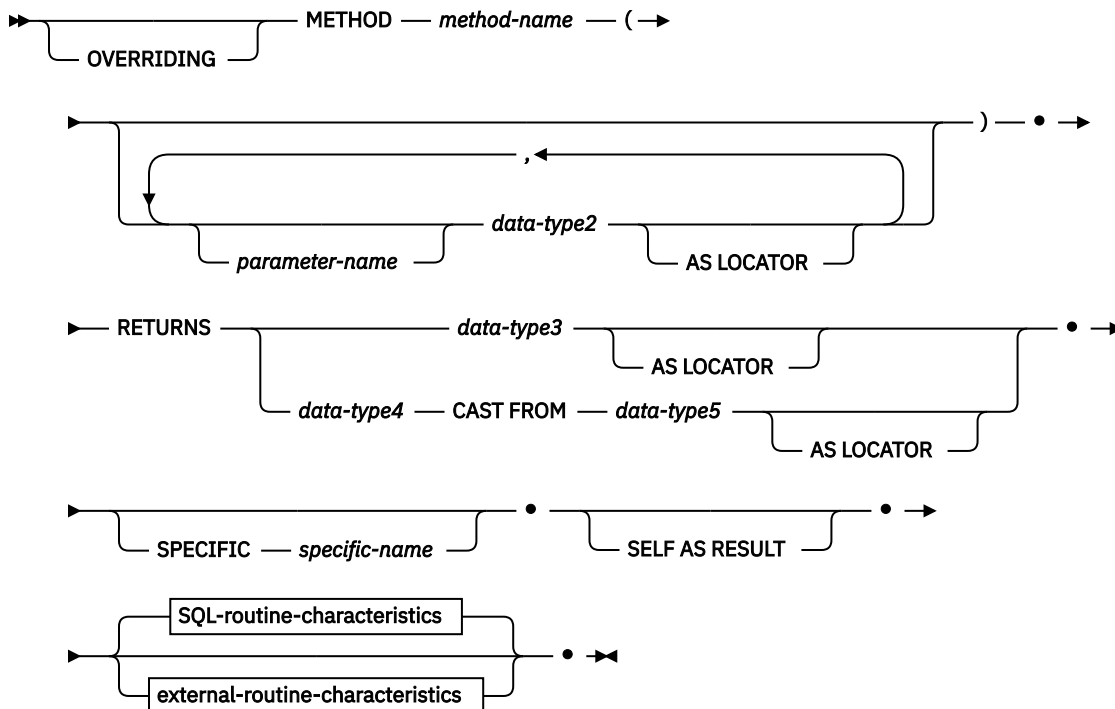 METHOD method-name (
OVERRIDING
)
,
data-type2
parameter-name
AS LOCATOR
RETURNS data-type3
AS LOCATOR
data-type4 CAST FROM data-type5
AS LOCATOR
SPECIFIC specific-name
SELF AS RESULT
SQL-routine-characteristics
external-routine-characteristics